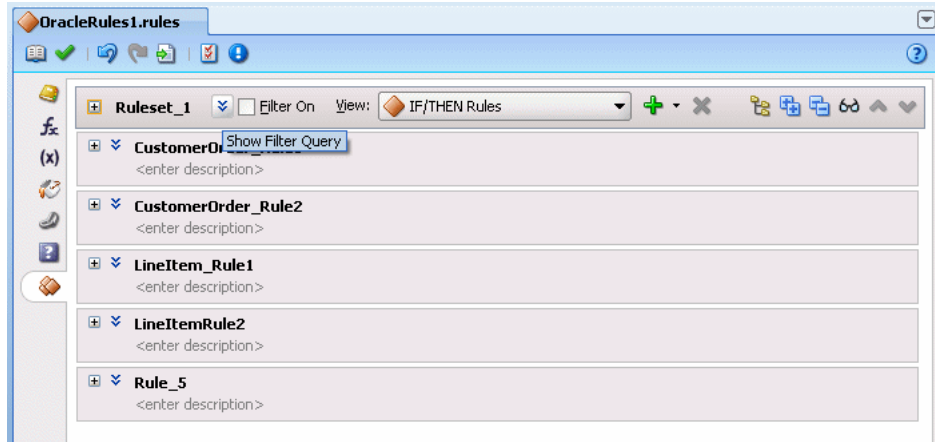 OracleRules1.rules
Ruleset_1 Filter On View: IF/THEN Rules
Show Filter Query
<enter description>
CustomerOrder_Rule2
<enter description>
LineItem_Rule1
<enter description>
LineItemRule2
<enter description>
Rule_5
<enter description>